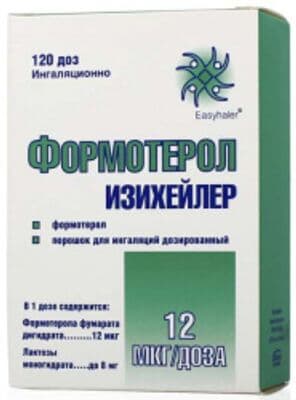 120 доз
Ингаляционно
Easyhaler®
ФОРМОТЕРОЛ
ИЗИХЕЙЛЕР
формотерол
порошок для ингаляций дозированный
В 1 дозе содержится:
Формотерола фумарата
дигидрата.........12 мкг
Лактозы
моногидрата.....до 8 мг
12
МКГ/ДОЗА